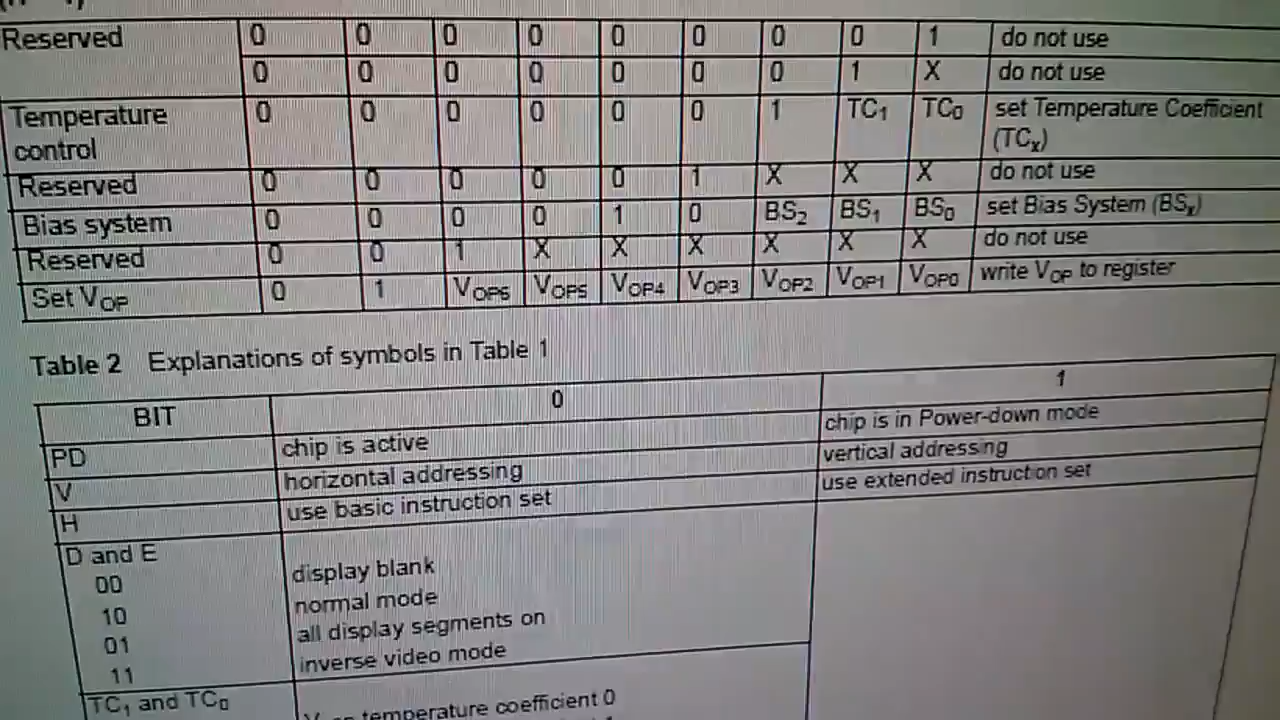 Reserved 0 0 0 0 0 0 0 0 1 do not use
0 0 0 0 0 0 0 1 X do not use
Temperature control 0 0 0 0 0 0 1 TC1 TC0 set Temperature Coefficient
(TCx)
Reserved 0 0 0 0 0 1 X X X do not use
Bias system 0 0 0 0 1 0 BS2 BS1 BS0 set Bias System (BSx)
Reserved 0 0 1 X X X X X X do not use
Set VOP 0 1 VOP6 VOP5 VOP4 VOP3 VOP2 VOP1 VOP0 write VOP to register
Table 2 Explanations of symbols in Table 1
BIT 0 1
PD chip is active chip is in Power-down mode
V horizontal addressing vertical addressing
H use basic instruction set use extended instruction set
D and E
00 display blank
10 normal mode
01 all display segments on
11 inverse video mode
TC1 and TC0
temperature coefficient 0